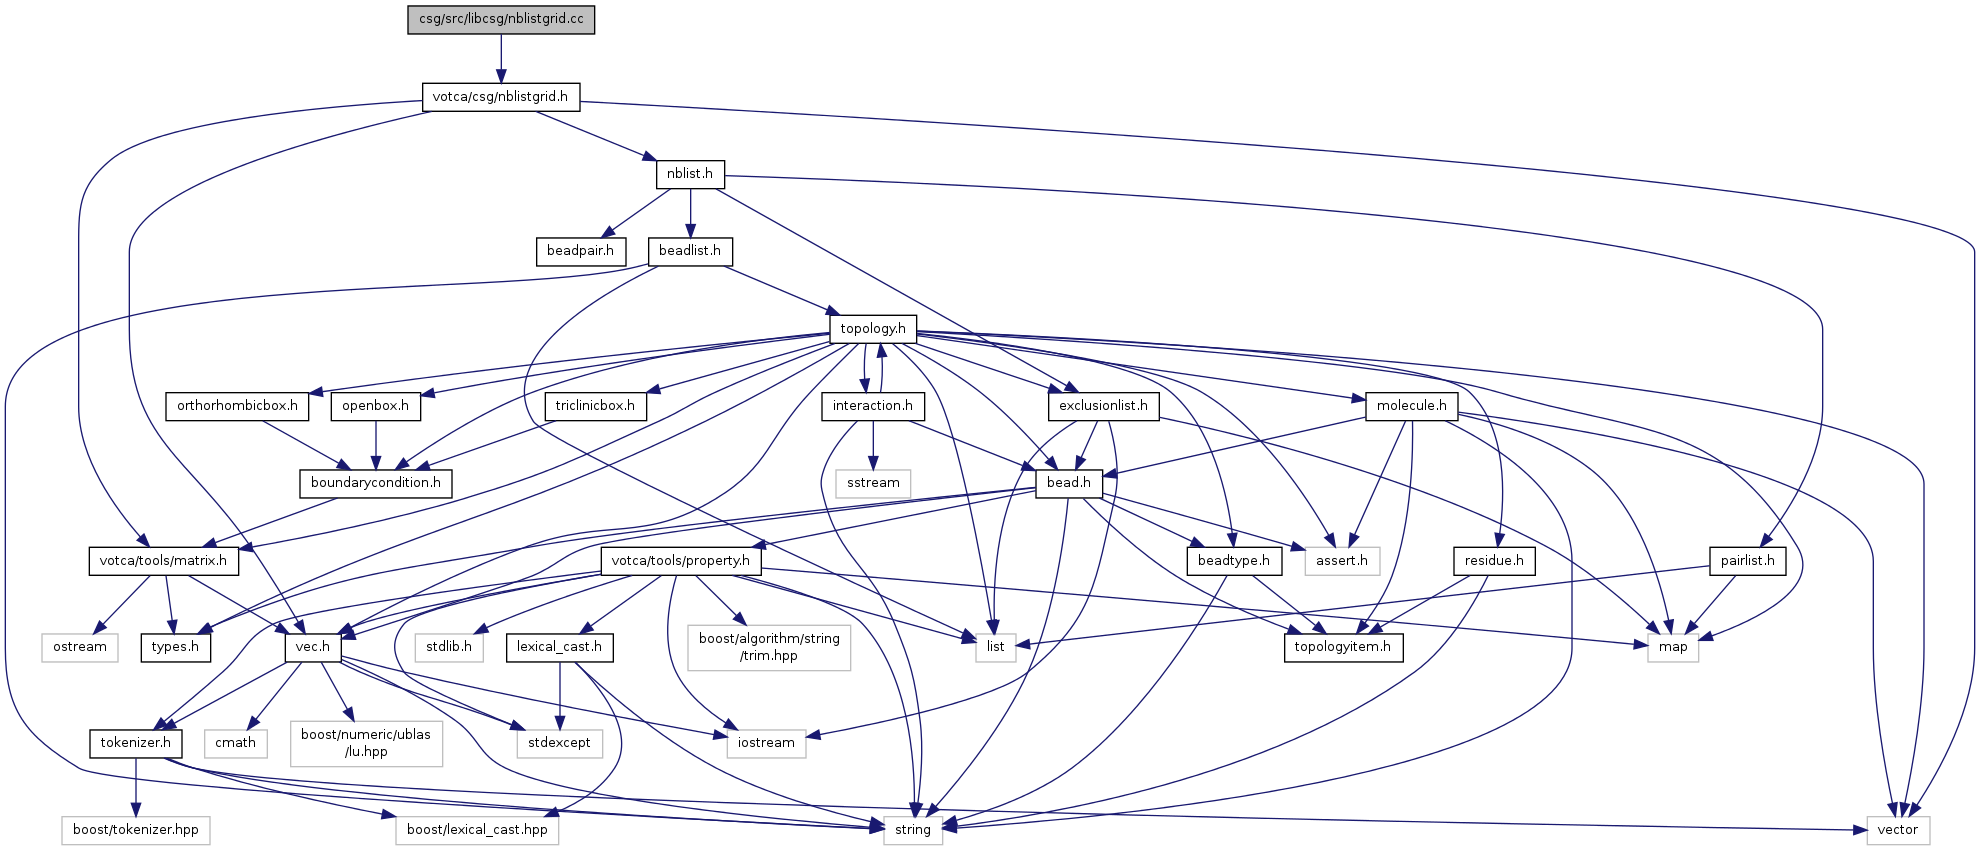 csg/src/libcsg/nblistgrid.cc
votca/csg/nblistgrid.h
nblist.h
beadpair.h
beadlist.h
topology.h
orthorhombicbox.h
openbox.h
triclinicbox.h
interaction.h
exclusionlist.h
molecule.h
boundarycondition.h
sstream
bead.h
votca/tools/matrix.h
votca/tools/property.h
beadtype.h
assert.h
residue.h
pairlist.h
ostream
types.h
vec.h
stdlib.h
lexical_cast.h
boost/algorithm/string
/trim.hpp
list
topologyitem.h
map
tokenizer.h
cmath
boost/numeric/ublas
/lu.hpp
stdexcept
iostream
boost/tokenizer.hpp
boost/lexical_cast.hpp
string
vector